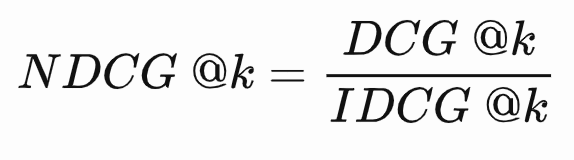 NDCG @k = DCG @k / IDCG @k